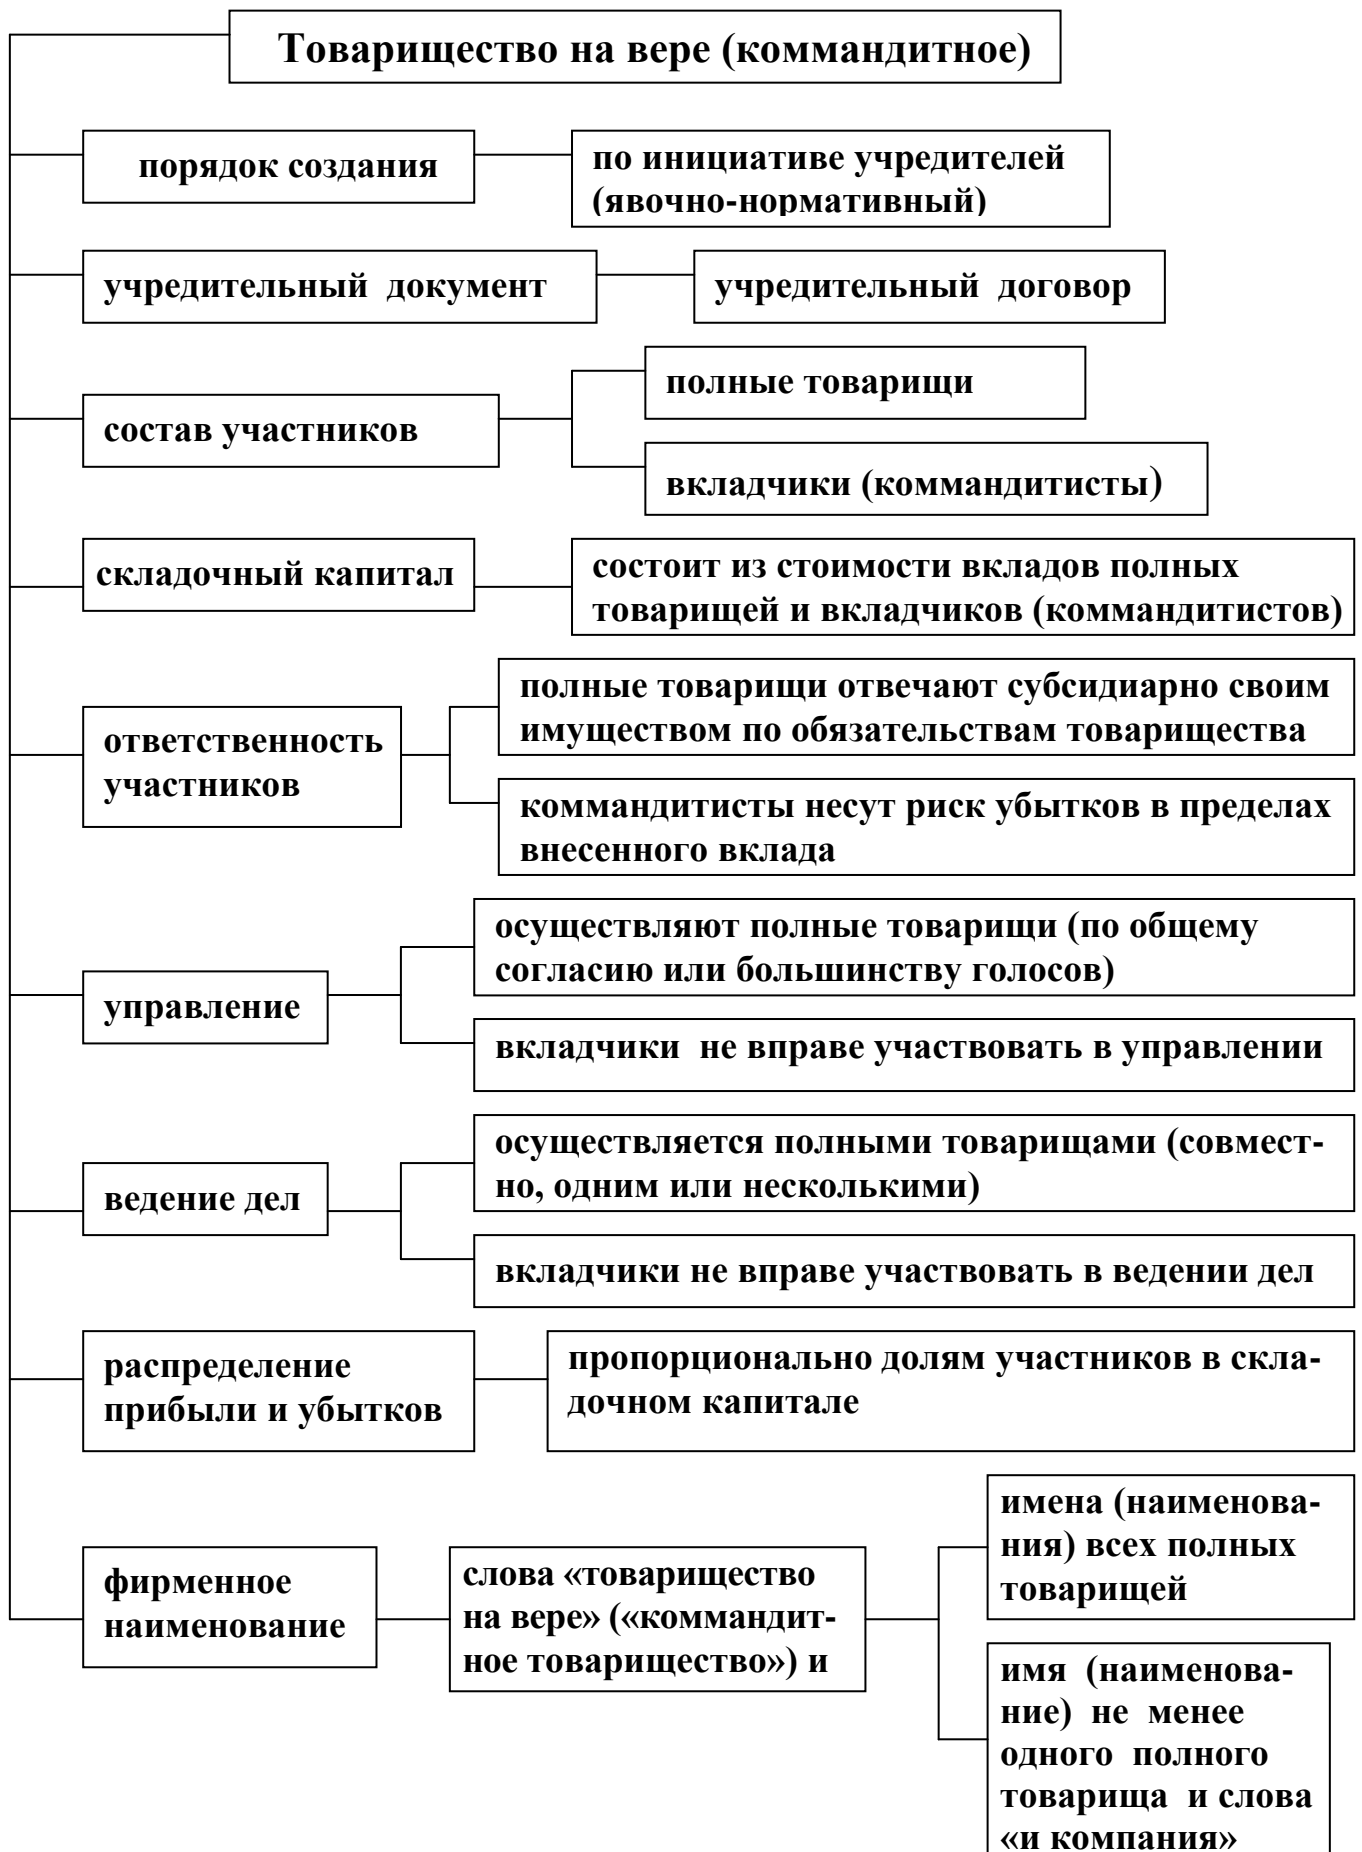 Товарищество на вере (коммандитное)
порядок создания
по инициативе учредителей
(явочно-нормативный)
учредительный документ
учредительный договор
состав участников
полные товарищи
вкладчики (коммандитисты)
складочный капитал
состоит из стоимости вкладов полных
товарищей и вкладчиков (коммандитистов)
ответственность
участников
полные товарищи отвечают субсидиарно своим
имуществом по обязательствам товарищества
коммандитисты несут риск убытков в пределах
внесенного вклада
управление
осуществляют полные товарищи (по общему
согласию или большинству голосов)
вкладчики не вправе участвовать в управлении
ведение дел
осуществляется полными товарищами (совмест-
но, одним или несколькими)
вкладчики не вправе участвовать в ведении дел
распределение
прибыли и убытков
пропорционально долям участников в скла-
дочном капитале
фирменное
наименование
слова «товарищество
на вере» («коммандит-
ное товарищество») и
имена (наименова-
ния) всех полных
товарищей
имя (наименова-
ние) не менее
одного полного
товарища и слова
«и компания»